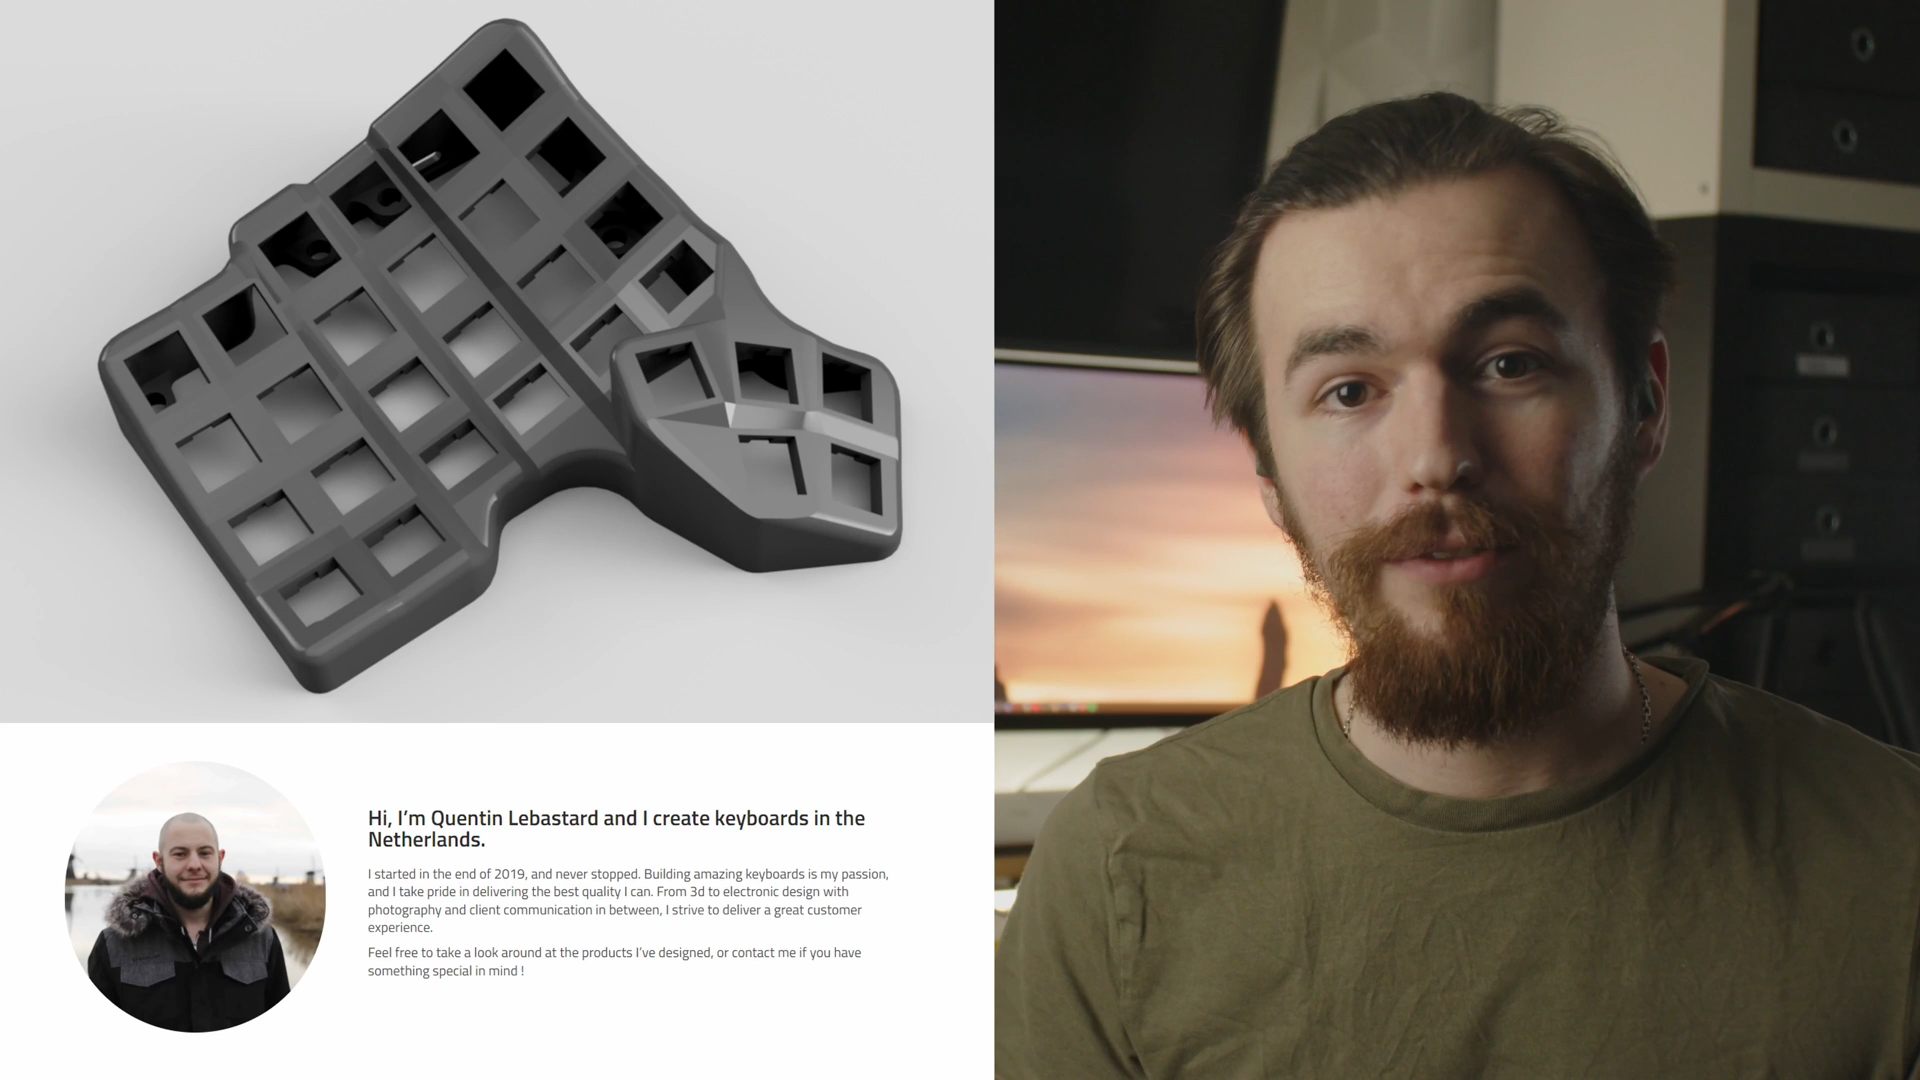 Hi, I’m Quentin Lebastard and I create keyboards in the
Netherlands.
I started in the end of 2019, and never stopped. Building amazing keyboards is my passion,
and I take pride in delivering the best quality I can. From 3d to electronic design with
photography and client communication in between, I strive to deliver a great customer
experience.
Feel free to take a look around at the products I’ve designed, or contact me if you have
something special in mind !